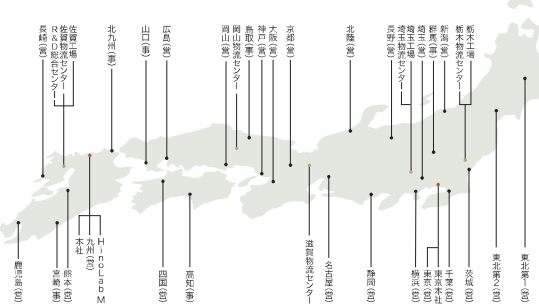 長崎（営）
R&D総合センター
佐賀物流センター
佐賀工場
北九州（事）
山口（事）
広島（営）
岡山（営）
岡山物流センター
鳥取（事）
神戸（営）
大阪（営）
京都（営）
北陸（営）
長野（営）
埼玉物流センター
埼玉工場
埼玉（営）
群馬（事）
新潟（営）
栃木物流センター
栃木工場
鹿児島（営）
宮崎（事）
熊本（営）
本社
九州（営）
HinoLab M
四国（営）
高知（事）
滋賀物流センター
名古屋（営）
静岡（営）
横浜（営）
東京（営）
東京本社
千葉（営）
茨城（営）
東北第2（営）
東北第1（営）